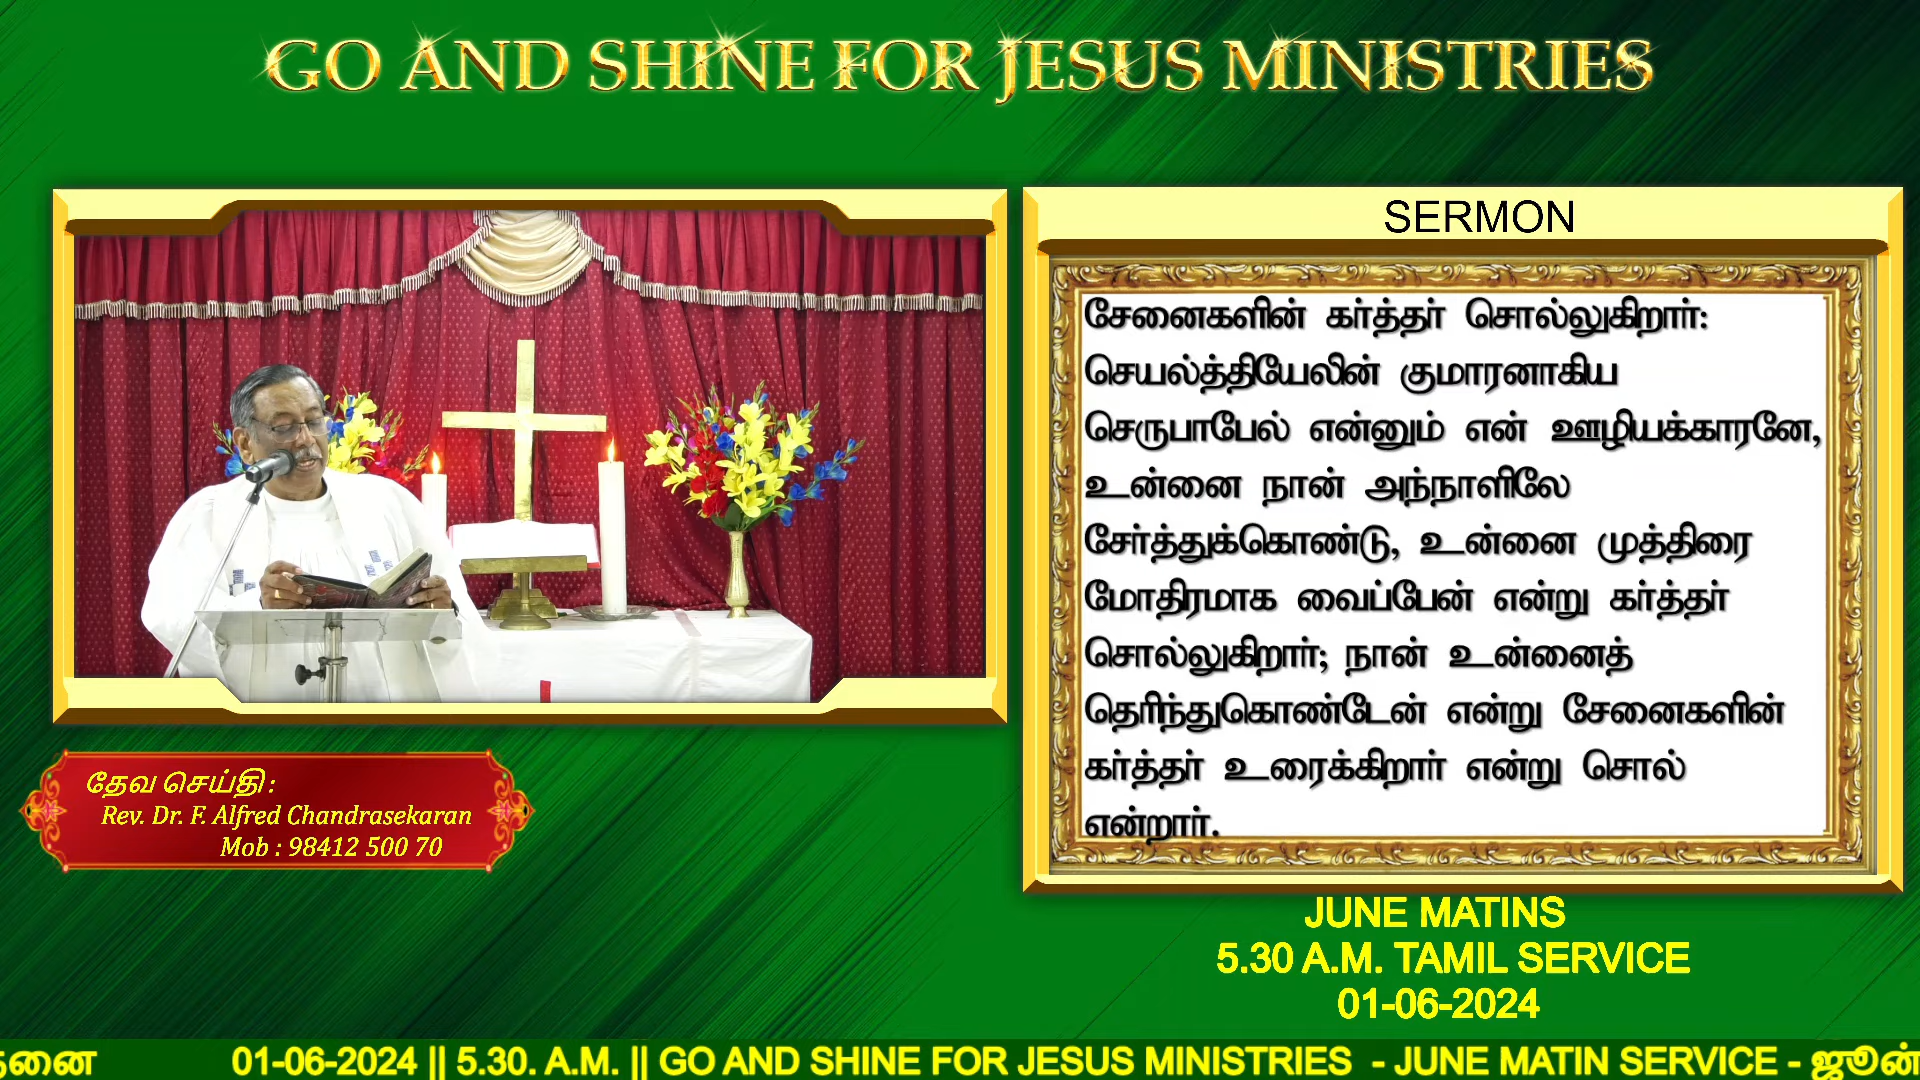 GO AND SHINE FOR JESUS MINISTRIES
SERMON
சேனைகளின் கர்த்தர் சொல்லுகிறார்:
செயல்த்தியேலின் குமாரனாகிய
செருபாபேல் என்னும் என் ஊழியக்காரனே,
உன்னை நான் அந்நாளிலே
சேர்த்துக்கொண்டு, உன்னை முத்திரை
மோதிரமாக வைப்பேன் என்று கர்த்தர்
சொல்லுகிறார்; நான் உன்னைத்
தெரிந்துகொண்டேன் என்று சேனைகளின்
கர்த்தர் உரைக்கிறார் என்று சொல்
என்றார்.
தேவ செய்தி :
Rev. Dr. F. Alfred Chandrasekaran
Mob : 98412 500 70
JUNE MATINS
5.30 A.M. TAMIL SERVICE
01-06-2024
01-06-2024 || 5.30. A.M. || GO AND SHINE FOR JESUS MINISTRIES - JUNE MATIN SERVICE - ஜூன்